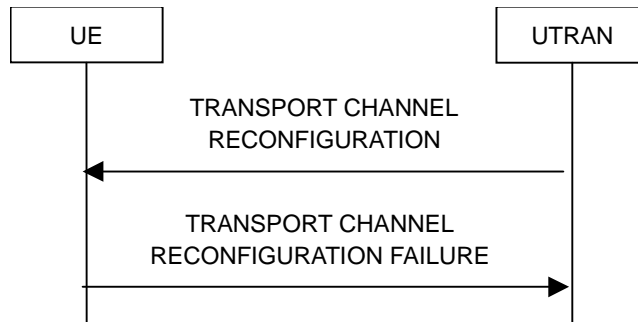 UE
UTRAN
TRANSPORT CHANNEL
RECONFIGURATION
TRANSPORT CHANNEL
RECONFIGURATION FAILURE